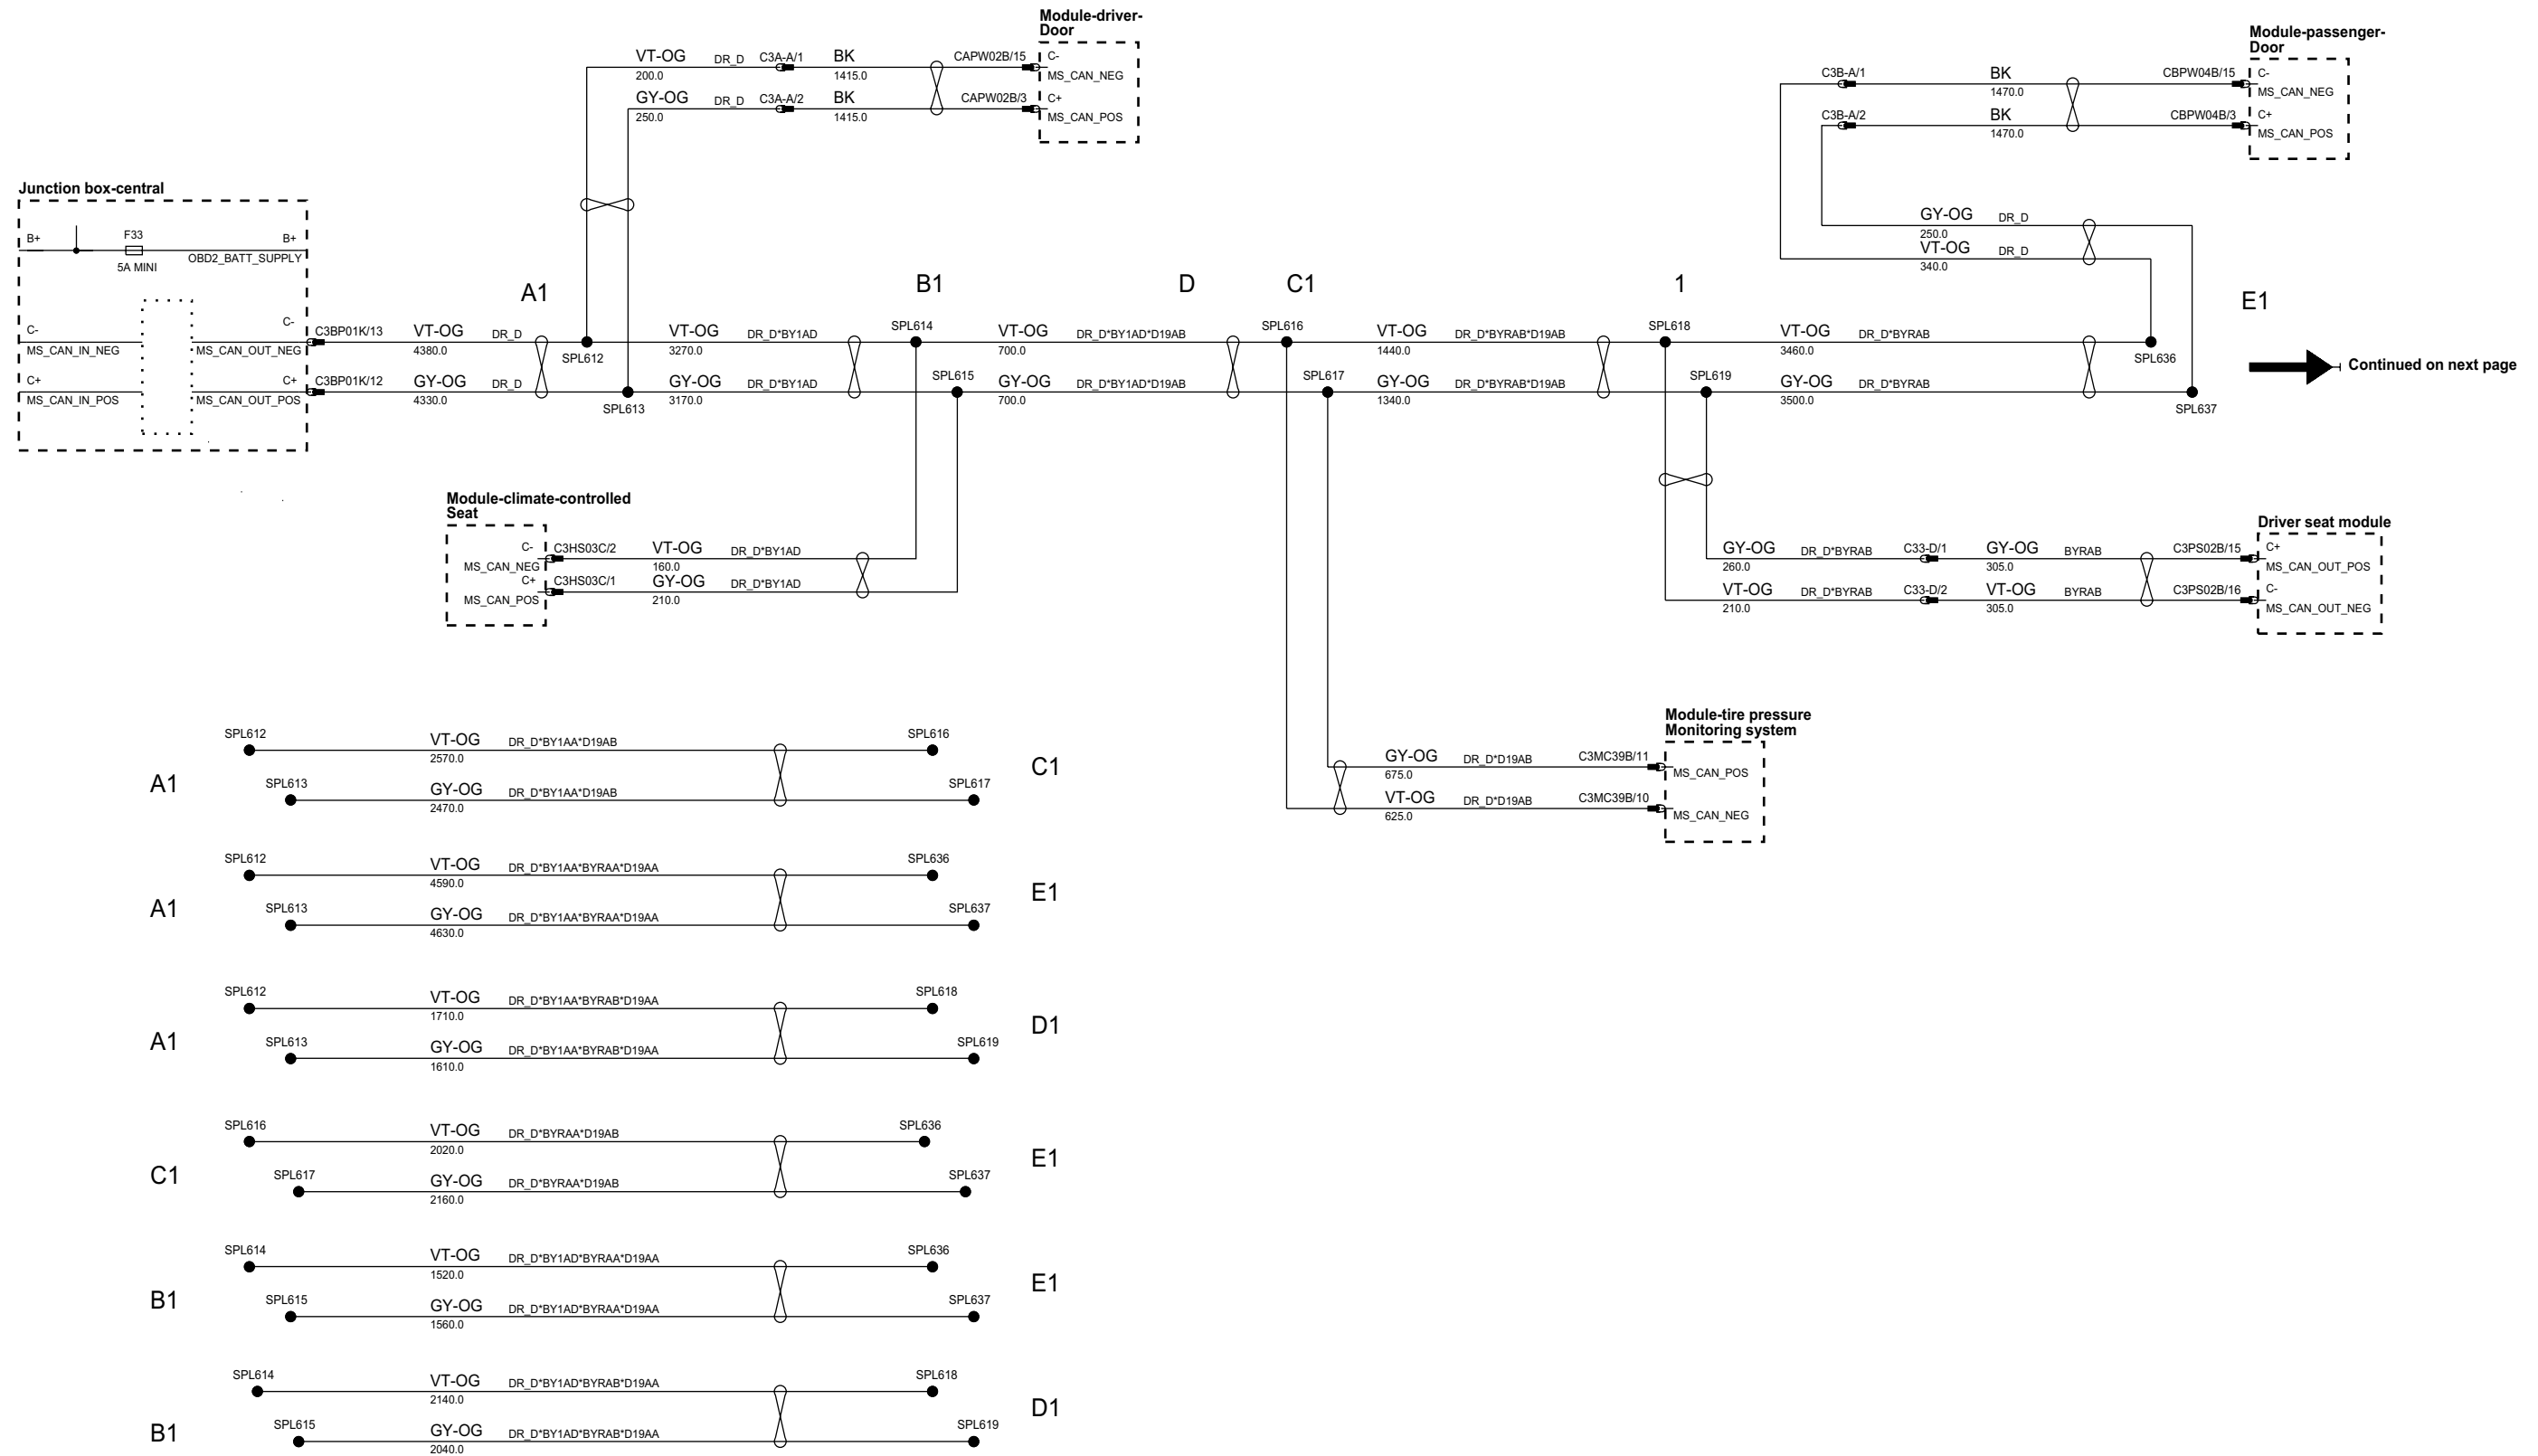 Module-driver-
Door
VT-OG DR_D C3A-A/1 BK CAPW02B/15 C-
200.0 1415.0 MS_CAN_NEG
GY-OG DR_D C3A-A/2 BK CAPW02B/3 C+
250.0 1415.0 MS_CAN_POS
Module-passenger-
Door
C3B-A/1 BK CBPW04B/15 C-
1470.0 MS_CAN_NEG
C3B-A/2 BK CBPW04B/3 C+
1470.0 MS_CAN_POS
GY-OG DR_D
250.0
VT-OG DR_D
340.0
Junction box-central
B+ F33 B+
5A MINI OBD2_BATT_SUPPLY
A1 B1 D C1 1 E1
C- C- C3BP01K/13 VT-OG DR_D VT-OG DR_D*BY1AD SPL614 VT-OG DR_D*BY1AD*D19AB SPL616 VT-OG DR_D*BYRAB*D19AB SPL618 VT-OG DR_D*BYRAB
MS_CAN_IN_NEG MS_CAN_OUT_NEG 4380.0 SPL612 3270.0 700.0 1440.0 3460.0 SPL636
Continued on next page
C+ C+ C3BP01K/12 GY-OG DR_D GY-OG DR_D*BY1AD SPL615 GY-OG DR_D*BY1AD*D19AB SPL617 GY-OG DR_D*BYRAB*D19AB SPL619 GY-OG DR_D*BYRAB
MS_CAN_IN_POS MS_CAN_OUT_POS 4330.0 SPL613 3170.0 700.0 1340.0 3500.0 SPL637
Module-climate-controlled
Seat
C- C3HS03C/2 VT-OG DR_D*BY1AD
MS_CAN_NEG 160.0
C+ C3HS03C/1 GY-OG DR_D*BY1AD
MS_CAN_POS 210.0
Driver seat module
GY-OG DR_D*BYRAB C33-D/1 GY-OG BYRAB C3PS02B/15 C+
260.0 305.0 MS_CAN_OUT_POS
VT-OG DR_D*BYRAB C33-D/2 VT-OG BYRAB C3PS02B/16 C-
210.0 305.0 MS_CAN_OUT_NEG
Module-tire pressure
Monitoring system
GY-OG DR_D*D19AB C3MC39B/11
675.0 MS_CAN_POS
VT-OG DR_D*D19AB C3MC39B/10
625.0 MS_CAN_NEG
SPL612 VT-OG DR_D*BY1AA*D19AB SPL616
2570.0
A1 C1
SPL613 GY-OG DR_D*BY1AA*D19AB SPL617
2470.0
SPL612 VT-OG DR_D*BY1AA*BYRAA*D19AA SPL636
4590.0
A1 E1
SPL613 GY-OG DR_D*BY1AA*BYRAA*D19AA SPL637
4630.0
SPL612 VT-OG DR_D*BY1AA*BYRAB*D19AA SPL618
1710.0
A1 D1
SPL613 GY-OG DR_D*BY1AA*BYRAB*D19AA SPL619
1610.0
SPL616 VT-OG DR_D*BYRAA*D19AB SPL636
2020.0
C1 E1
SPL617 GY-OG DR_D*BYRAA*D19AB SPL637
2160.0
SPL614 VT-OG DR_D*BY1AD*BYRAA*D19AA SPL636
1520.0
B1 E1
SPL615 GY-OG DR_D*BY1AD*BYRAA*D19AA SPL637
1560.0
SPL614 VT-OG DR_D*BY1AD*BYRAB*D19AA SPL618
2140.0
B1 D1
SPL615 GY-OG DR_D*BY1AD*BYRAB*D19AA SPL619
2040.0